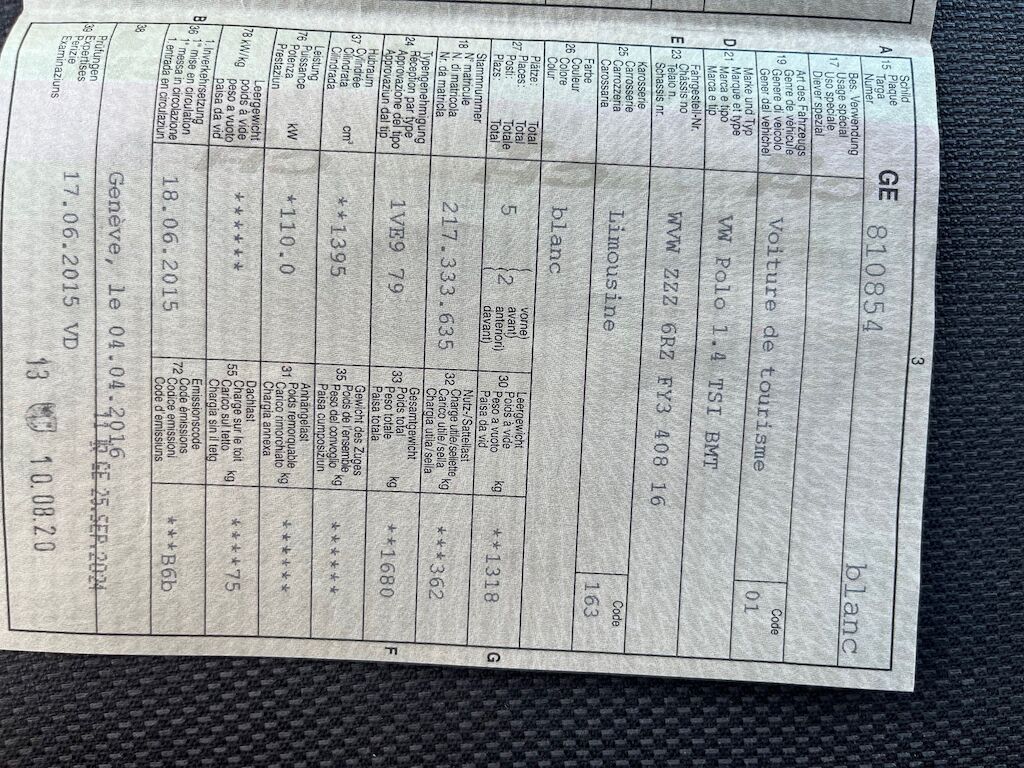 3
A 15 Schild Plaque Targa Numer
GE 810854 blanc
17 Bes. Verwendung
Usage spécial
Uso speciale
Diever spezial
19 Art des Fahrzeugs
Genre de véhicule
Genere di veicolo
Gener dal vehichel
Voiture de tourisme
Code
01
D 21 Marke und Typ
Marque et type
Marca e tipo
Marca e tip
VW Polo 1.4 TSI BMT
E 23 Fahrgestell-Nr.
Châssis no
Telaio n.
Schassis nr.
WVW ZZZ 6RZ FY3 408 16
25 Karosserie
Carrosserie
Carrozzeria
Carossaria
Limousine
Code
163
26 Farbe
Couleur
Colore
Colur
blanc
27 Plätze: Total
Places: Total
Posti: Totale
Plazs: Total
5 (2 vorne)
avant)
anteriori)
davant)
30 Leergewicht
Poids à vide
Peso a vuoto kg
Paisa da vid
**1318
G
18 Stammnummer
N° matricule
N. di matricola
Nr. da matricla
217.333.635
32 Nutz-/Sattellast
Charge utile/sellette
Carico utile/sella kg
Chargia utila/sella
***362
24 Typengenehmigung
Réception par type
Approvazione del tipo
Approvaziun dal tip
1VE9 79
33 Gesamtgewicht
Poids total
Peso totale kg
Paisa totala
**1680
F
37 Hubraum
Cylindrée
Cilindrata cm³
Cilindrada
**1395
35 Gewicht des Zuges
Poids de l'ensemble
Peso del convoglio kg
Paisa cumposiziun
******
76 Leistung
Puissance
Potenza kW
Prestaziun
*110.0
31 Anhängelast
Poids remorquable
Carico rimorchiato kg
Chargia annexa
******
78 kW/kg Leergewicht
poids à vide
peso a vuoto
paisa da vid
******
55 Dachlast
Charge sur le toit
Carico sul tetto kg
Chargia sin il tetg
****75
B 36 1. Inverkehrsetzung
1re mise en circulation
1a messa in circolazione
1. entrada en circulaziun
18.06.2015
72 Emissionscode
Code émissions
Codice emissioni
Code d'emissiuns
***B6b
38
Genève, le 04.04.2016
GE 25.SEP.2024
39 Prüfungen
Expertises
Perizie
Examinaziuns
17.06.2015 VD
13 10.08.20